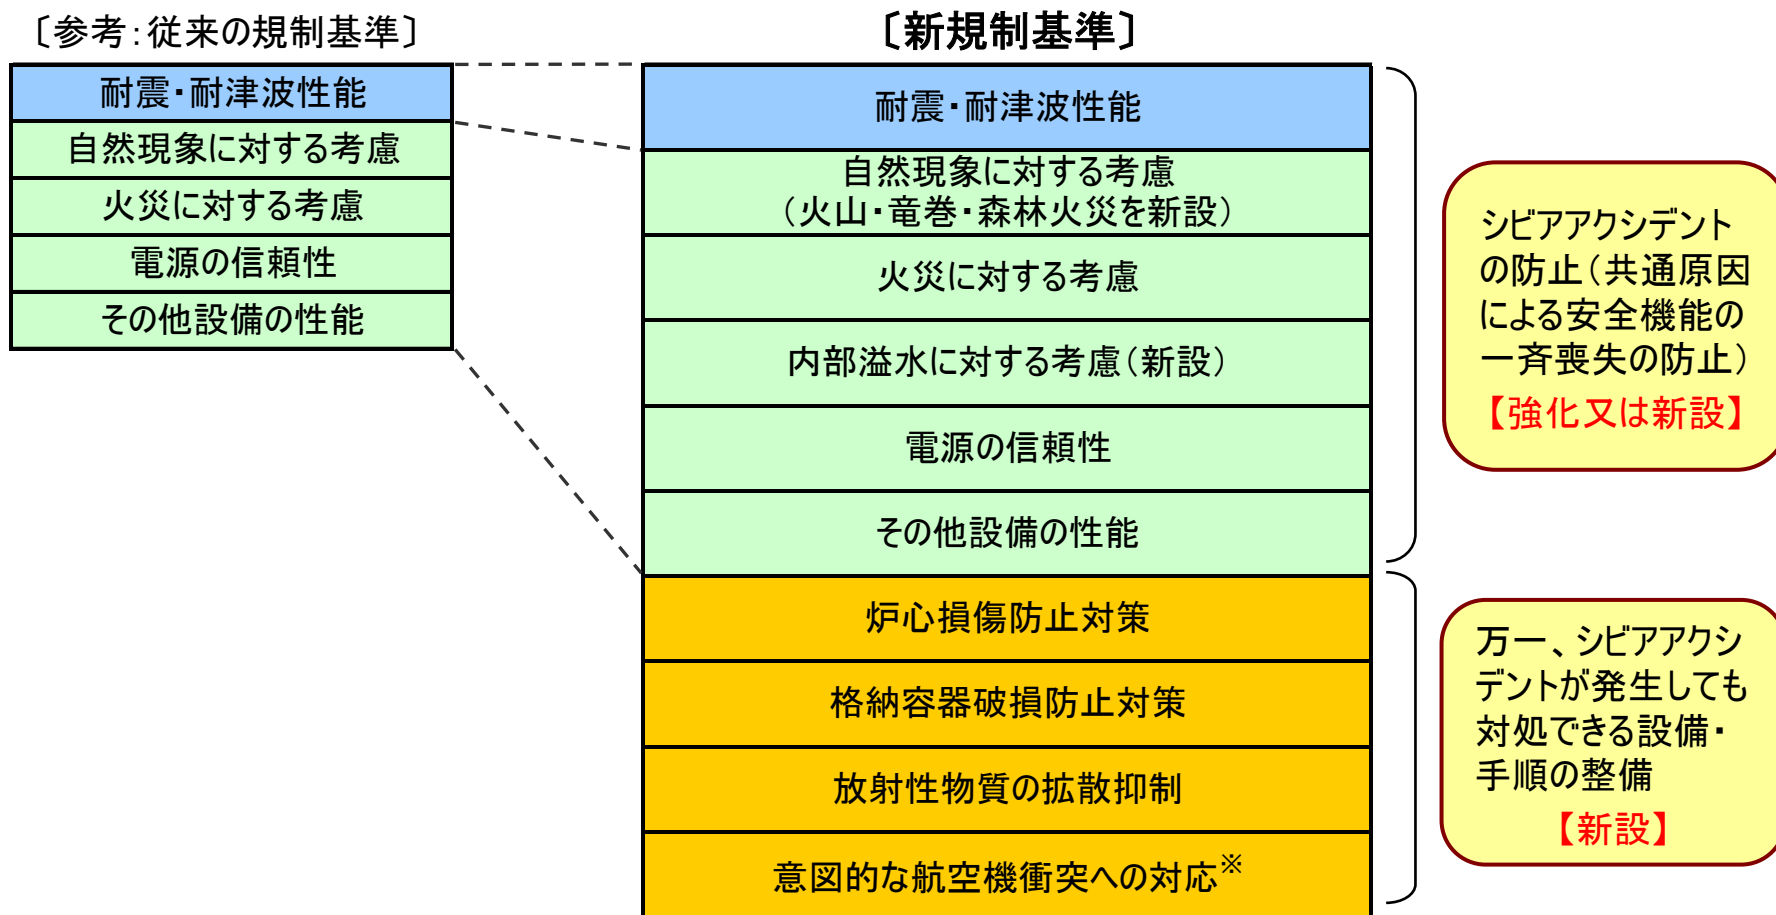 〔参考：従来の規制基準〕
耐震・耐津波性能
自然現象に対する考慮
火災に対する考慮
電源の信頼性
その他設備の性能
〔新規制基準〕
耐震・耐津波性能
自然現象に対する考慮
（火山・竜巻・森林火災を新設）
火災に対する考慮
内部溢水に対する考慮（新設）
電源の信頼性
その他設備の性能
炉心損傷防止対策
格納容器破損防止対策
放射性物質の拡散抑制
意図的な航空機衝突への対応※
シビアアクシデント
の防止（共通原因
による安全機能の
一斉喪失の防止）
【強化又は新設】
万一、シビアアクシ
デントが発生しても
対処できる設備・
手順の整備
【新設】